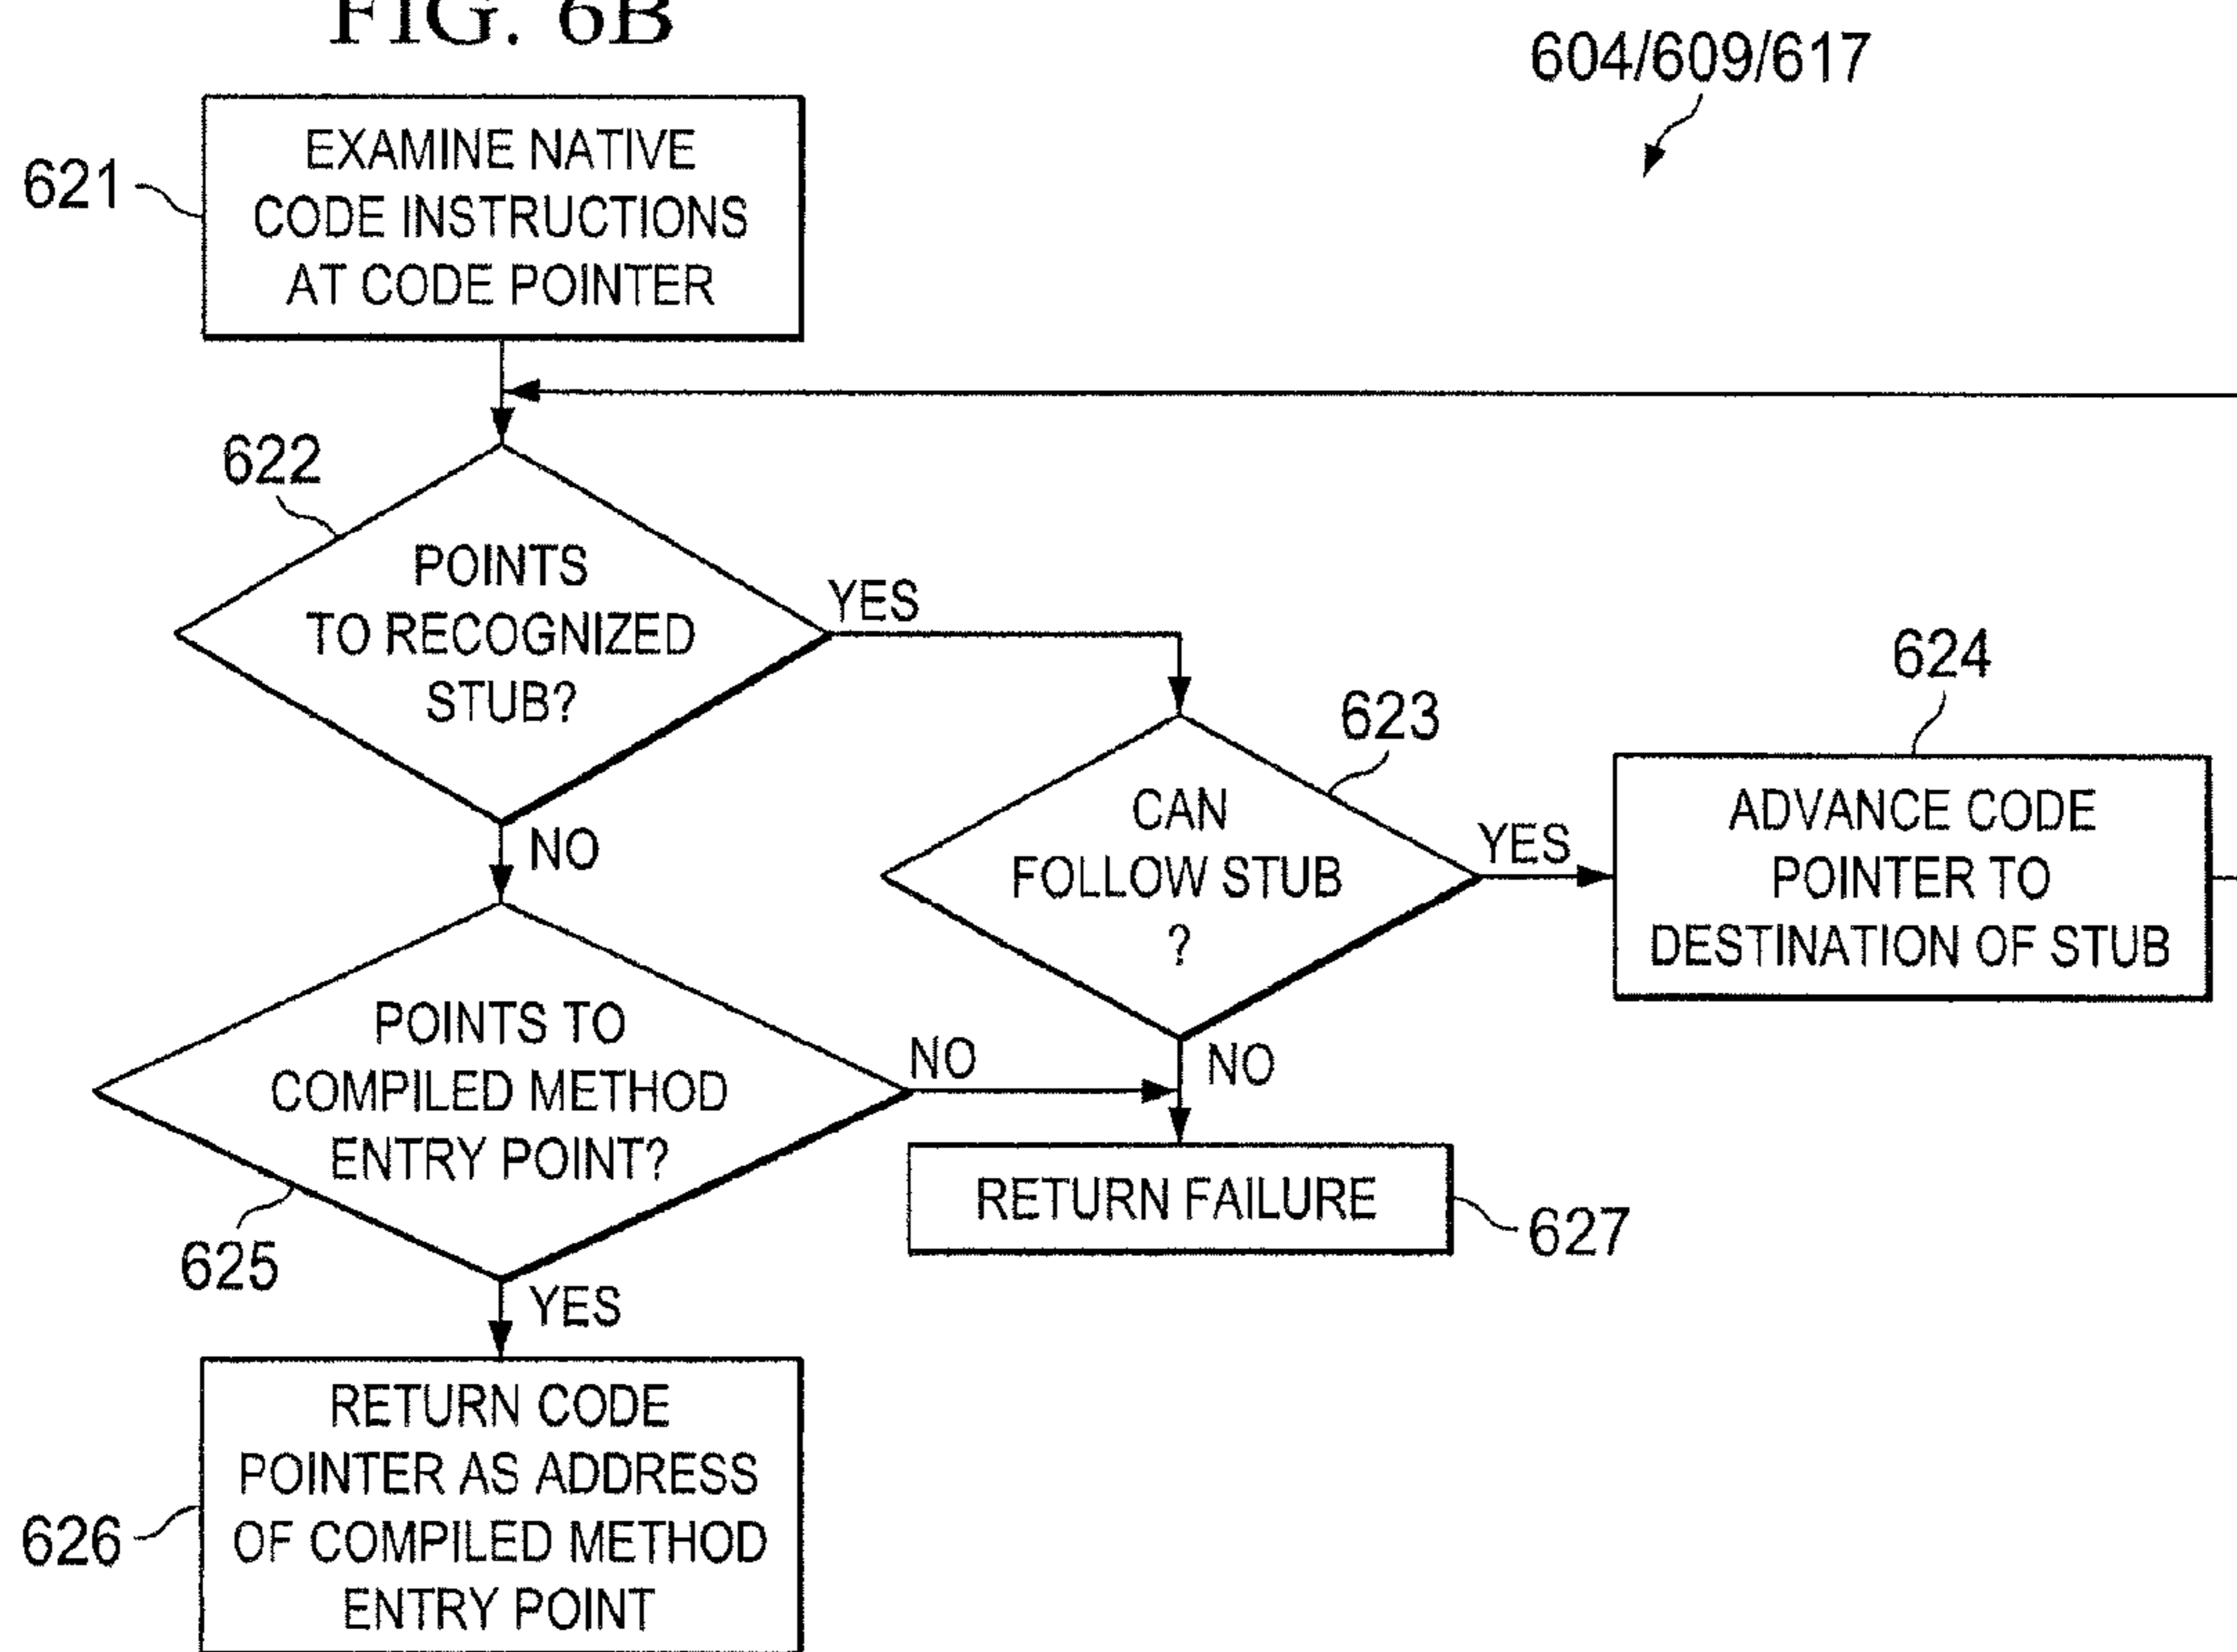 FIG. 6B
604/609/617
621
EXAMINE NATIVE
CODE INSTRUCTIONS
AT CODE POINTER
622
POINTS
TO RECOGNIZED
STUB?
YES
NO
623
CAN
FOLLOW STUB
?
YES
NO
624
ADVANCE CODE
POINTER TO
DESTINATION OF STUB
POINTS TO
COMPILED METHOD
ENTRY POINT?
625
NO
YES
RETURN FAILURE
627
626
RETURN CODE
POINTER AS ADDRESS
OF COMPILED METHOD
ENTRY POINT